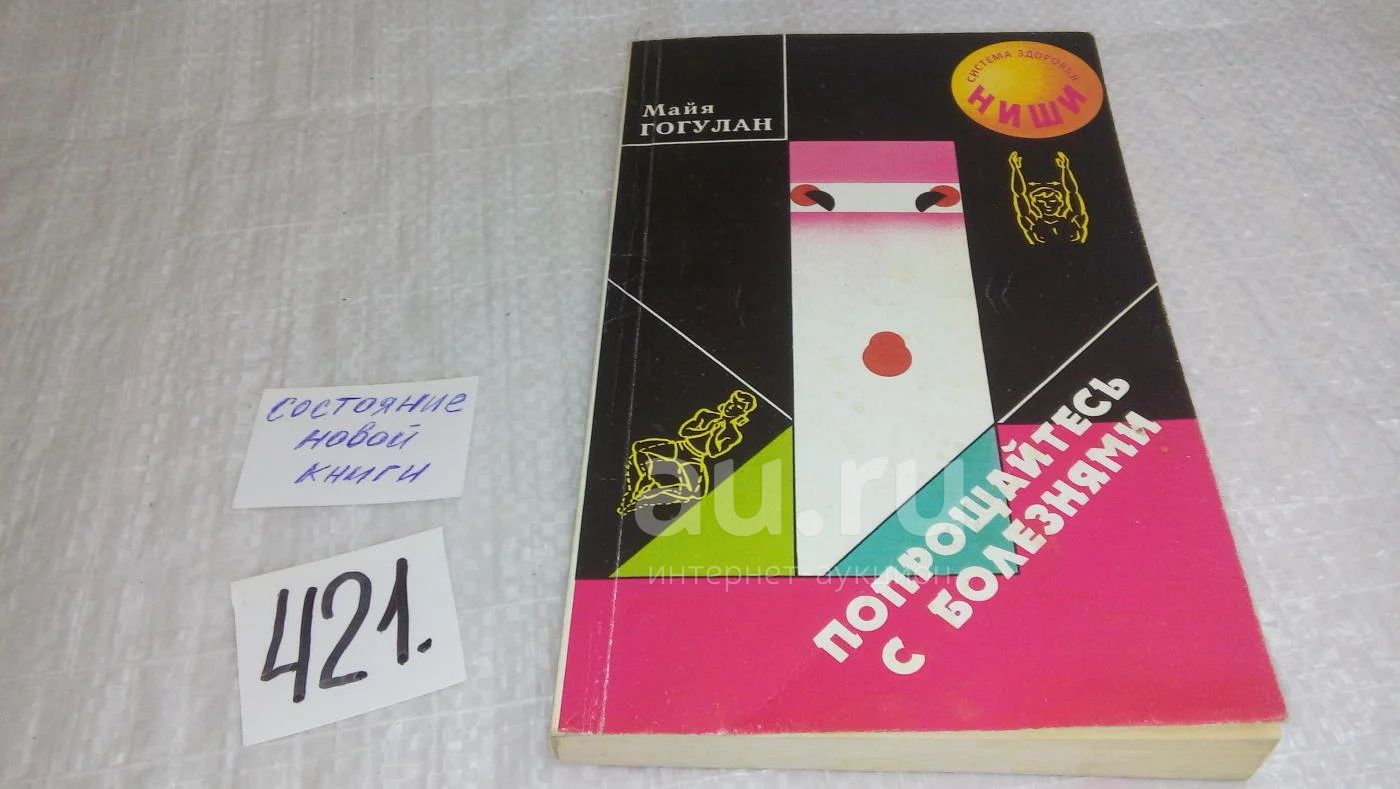 Майя
ГОГУЛАН
СИСТЕМА ЗДОРОВЬЯ
НИШИ
ПОПРОЩАЙТЕСЬ
С БОЛЕЗНЯМИ
состояние
новой
книги
421.
au.ru
интернет аукцион